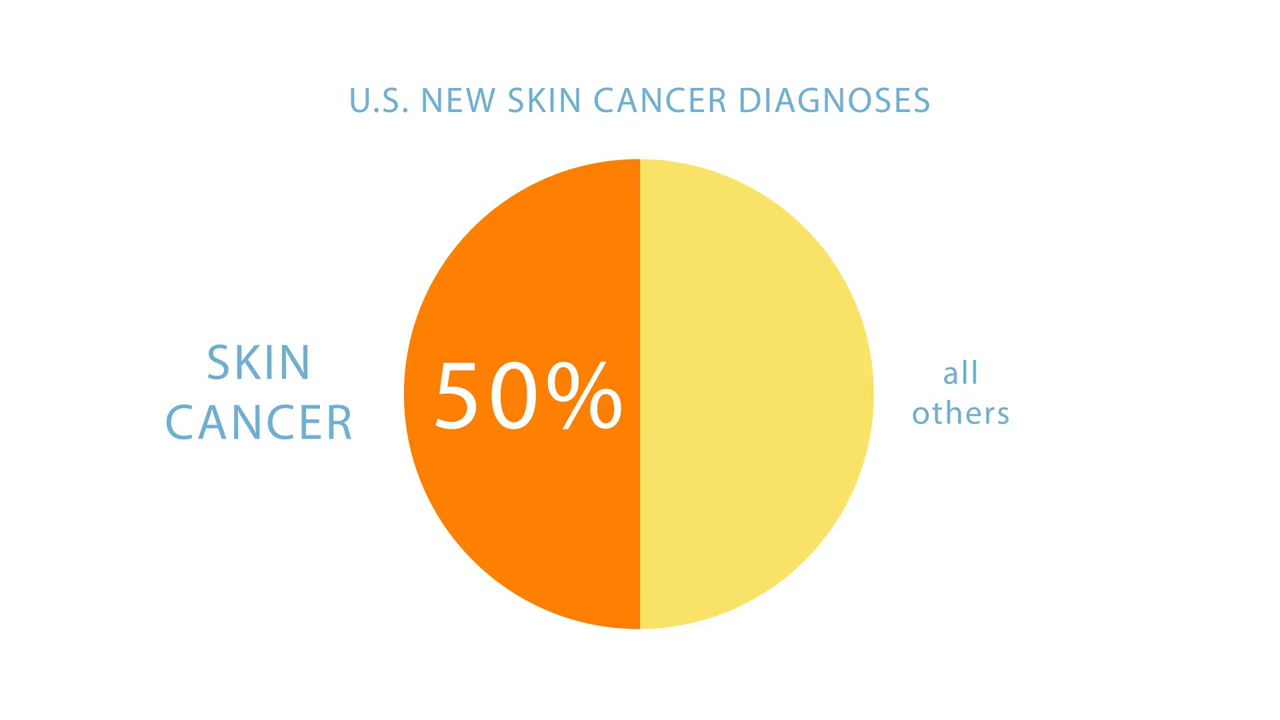 U.S. NEW SKIN CANCER DIAGNOSES
SKIN
CANCER
50%
all
others